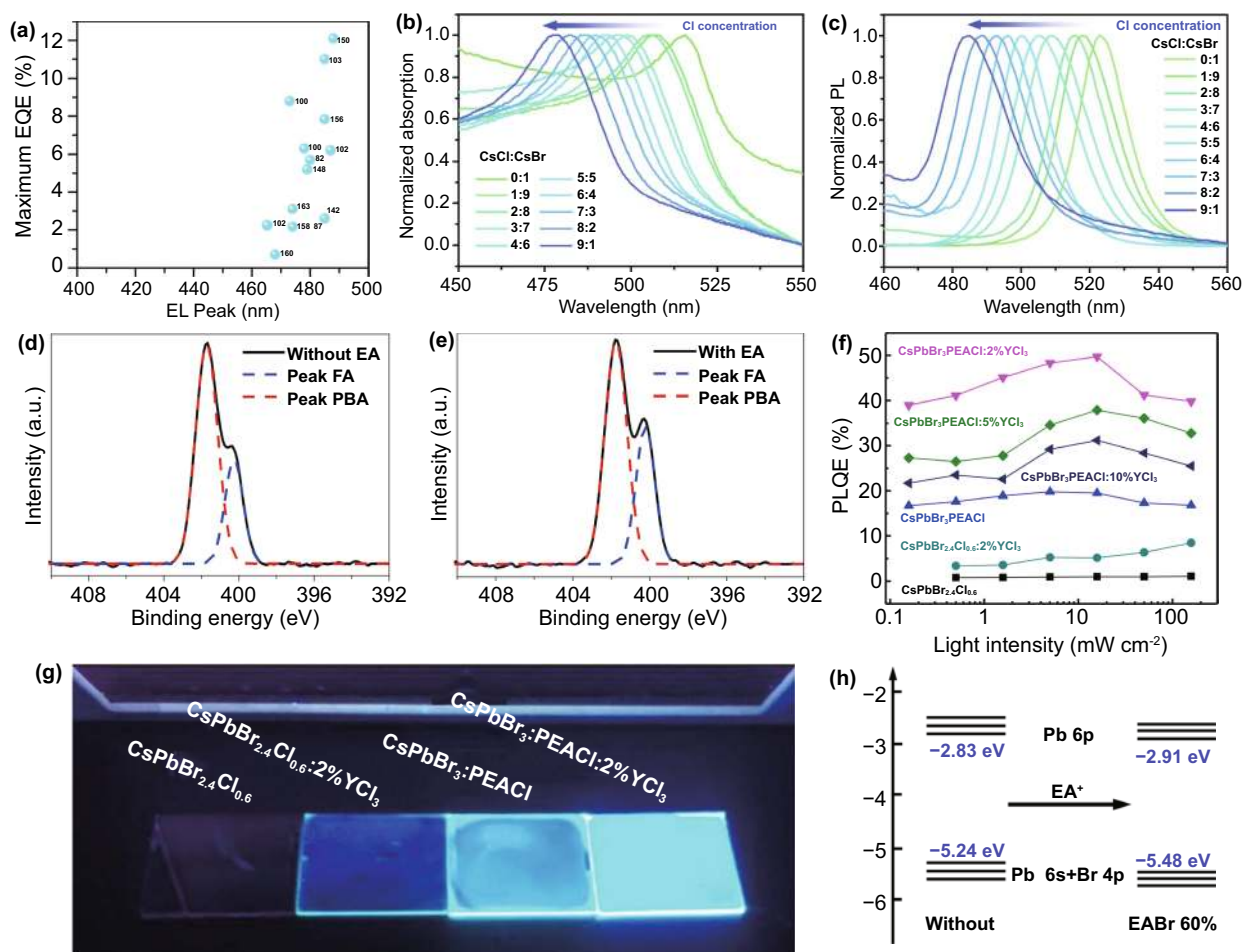 (a)
Maximum EQE (%)
12
10
8
6
4
2
0
150
103
100
156
100
102
82
148
163
142
102
158
87
160
400
420
440
460
480
500
EL Peak (nm)
(b)
Cl concentration
Normalized absorption
1.0
0.8
0.6
0.4
0.2
0.0
CsCl:CsBr
0:1
1:9
2:8
3:7
4:6
5:5
6:4
7:3
8:2
9:1
450
475
500
525
550
Wavelength (nm)
(c)
Cl concentration
Normalized PL
1.0
0.8
0.6
0.4
0.2
0.0
CsCl:CsBr
0:1
1:9
2:8
3:7
4:6
5:5
6:4
7:3
8:2
9:1
460
480
500
520
540
560
Wavelength (nm)
(d)
Intensity (a.u.)
Without EA
Peak FA
Peak PBA
408
404
400
396
392
Binding energy (eV)
(e)
Intensity (a.u.)
With EA
Peak FA
Peak PBA
408
404
400
396
392
Binding energy (eV)
(f)
PLQE (%)
50
40
30
20
10
0
CsPbBr₃PEACl:2%YCl₃
CsPbBr₃PEACl:5%YCl₃
CsPbBr₃PEACl:10%YCl₃
CsPbBr₃PEACl
CsPbBr₂.₄Cl₀.₆:2%YCl₃
CsPbBr₂.₄Cl₀.₆
0.1
1
10
100
Light intensity (mW cm⁻²)
(g)
CsPbBr₂.₄Cl₀.₆
CsPbBr₂.₄Cl₀.₆:2%YCl₃
CsPbBr₃:PEACl
CsPbBr₃:PEACl:2%YCl₃
(h)
−2
−3
−4
−5
−6
Pb 6p
−2.83 eV
−2.91 eV
EA⁺
−5.24 eV
−5.48 eV
Pb 6s+Br 4p
Without
EABr 60%